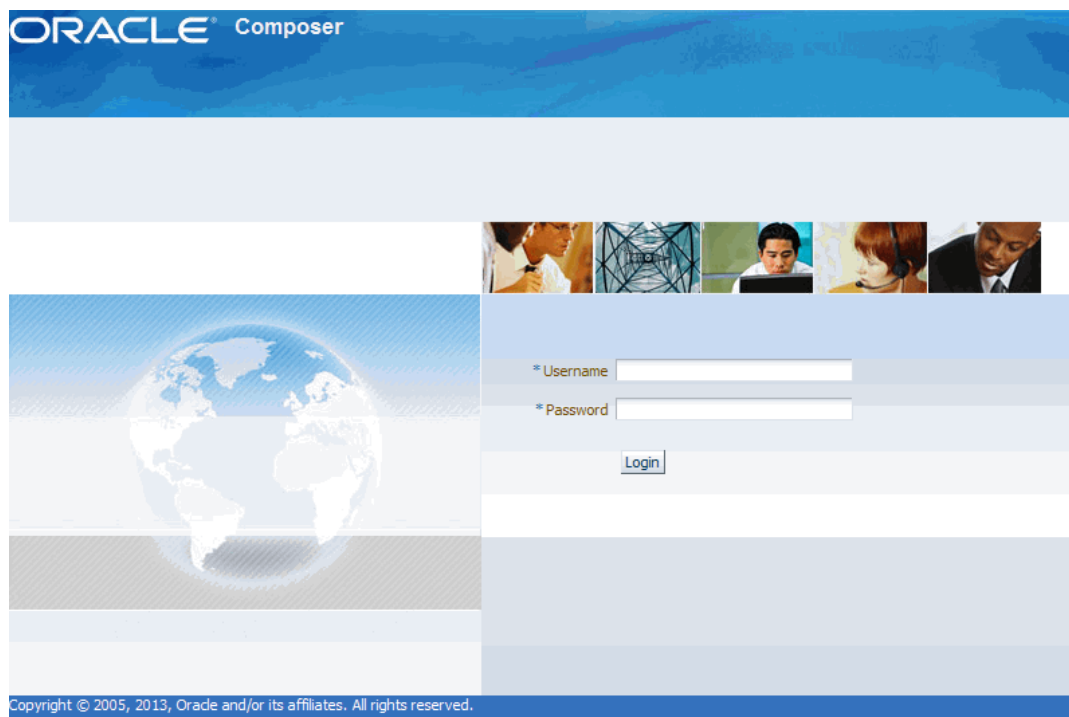 ORACLE® Composer
* Username
* Password
Login
Copyright © 2005, 2013, Oracle and/or its affiliates. All rights reserved.